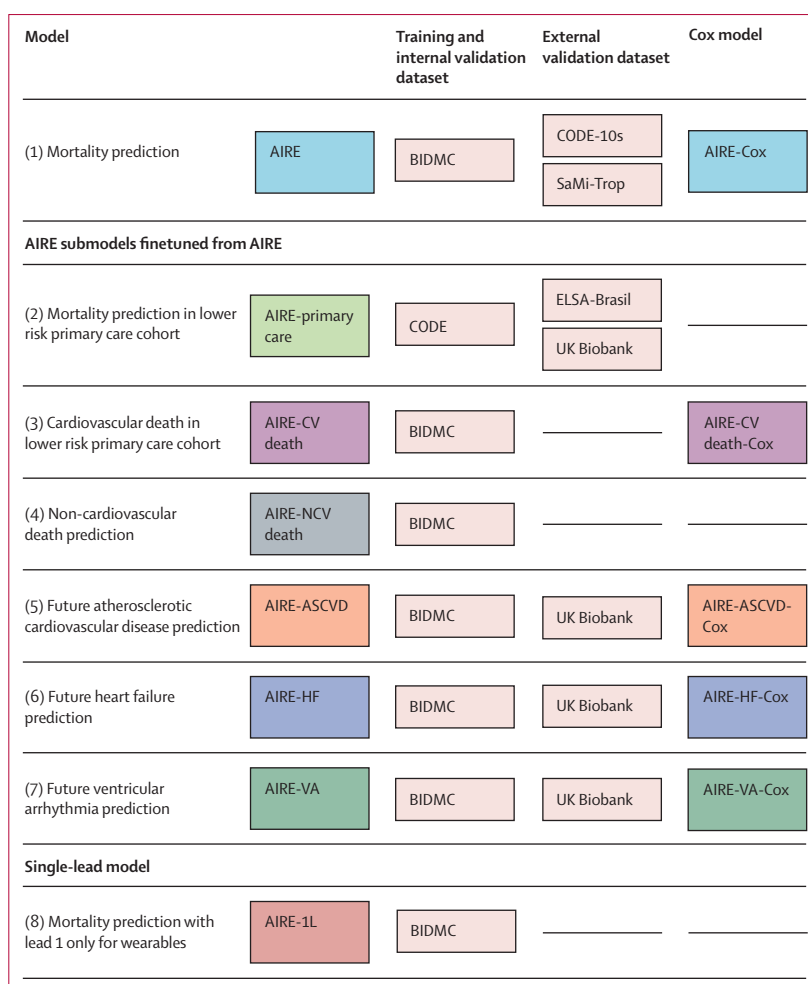 Model
Training and
internal validation
dataset
External
validation dataset
Cox model
(1) Mortality prediction
AIRE
BIDMC
CODE-10s
SaMi-Trop
AIRE-Cox
AIRE submodels finetuned from AIRE
(2) Mortality prediction in lower
risk primary care cohort
AIRE-primary
care
CODE
ELSA-Brasil
UK Biobank
(3) Cardiovascular death in
lower risk primary care cohort
AIRE-CV
death
BIDMC
AIRE-CV
death-Cox
(4) Non-cardiovascular
death prediction
AIRE-NCV
death
BIDMC
(5) Future atherosclerotic
cardiovascular disease prediction
AIRE-ASCVD
BIDMC
UK Biobank
AIRE-ASCVD-
Cox
(6) Future heart failure
prediction
AIRE-HF
BIDMC
UK Biobank
AIRE-HF-Cox
(7) Future ventricular
arrhythmia prediction
AIRE-VA
BIDMC
UK Biobank
AIRE-VA-Cox
Single-lead model
(8) Mortality prediction with
lead 1 only for wearables
AIRE-1L
BIDMC